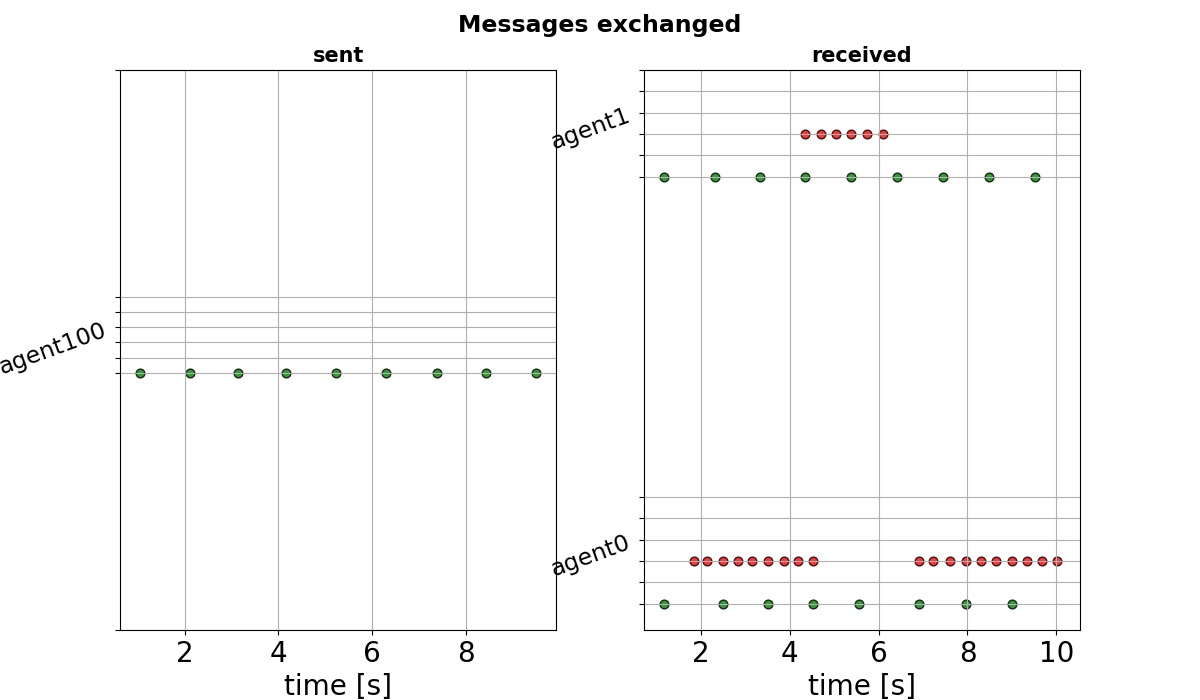 Messages exchanged
sent
received
agent1
agent100
agent0
2 4 6 8
2 4 6 8 10
time [s]
time [s]